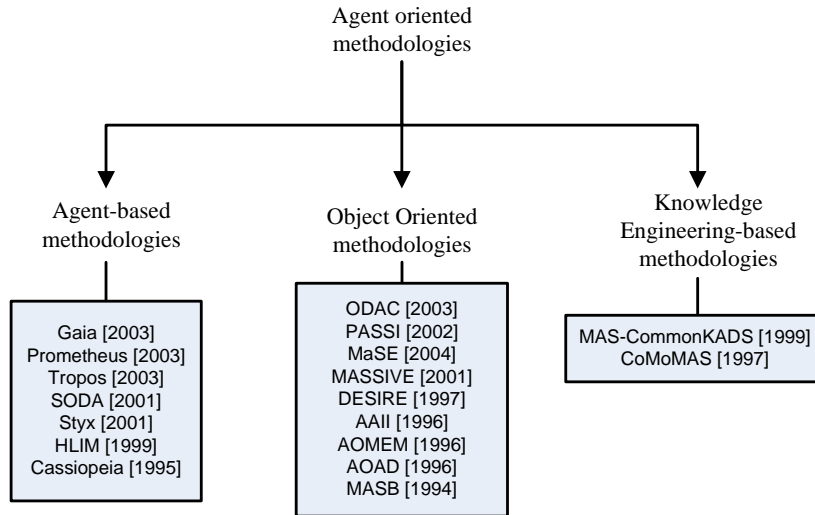 Agent oriented
methodologies
Agent-based
methodologies
Gaia [2003]
Prometheus [2003]
Tropos [2003]
SODA [2001]
Styx [2001]
HLIM [1999]
Cassiopeia [1995]
Object Oriented
methodologies
ODAC [2003]
PASSI [2002]
MaSE [2004]
MASSIVE [2001]
DESIRE [1997]
AAII [1996]
AOMEM [1996]
AOAD [1996]
MASB [1994]
Knowledge
Engineering-based
methodologies
MAS-CommonKADS [1999]
CoMoMAS [1997]